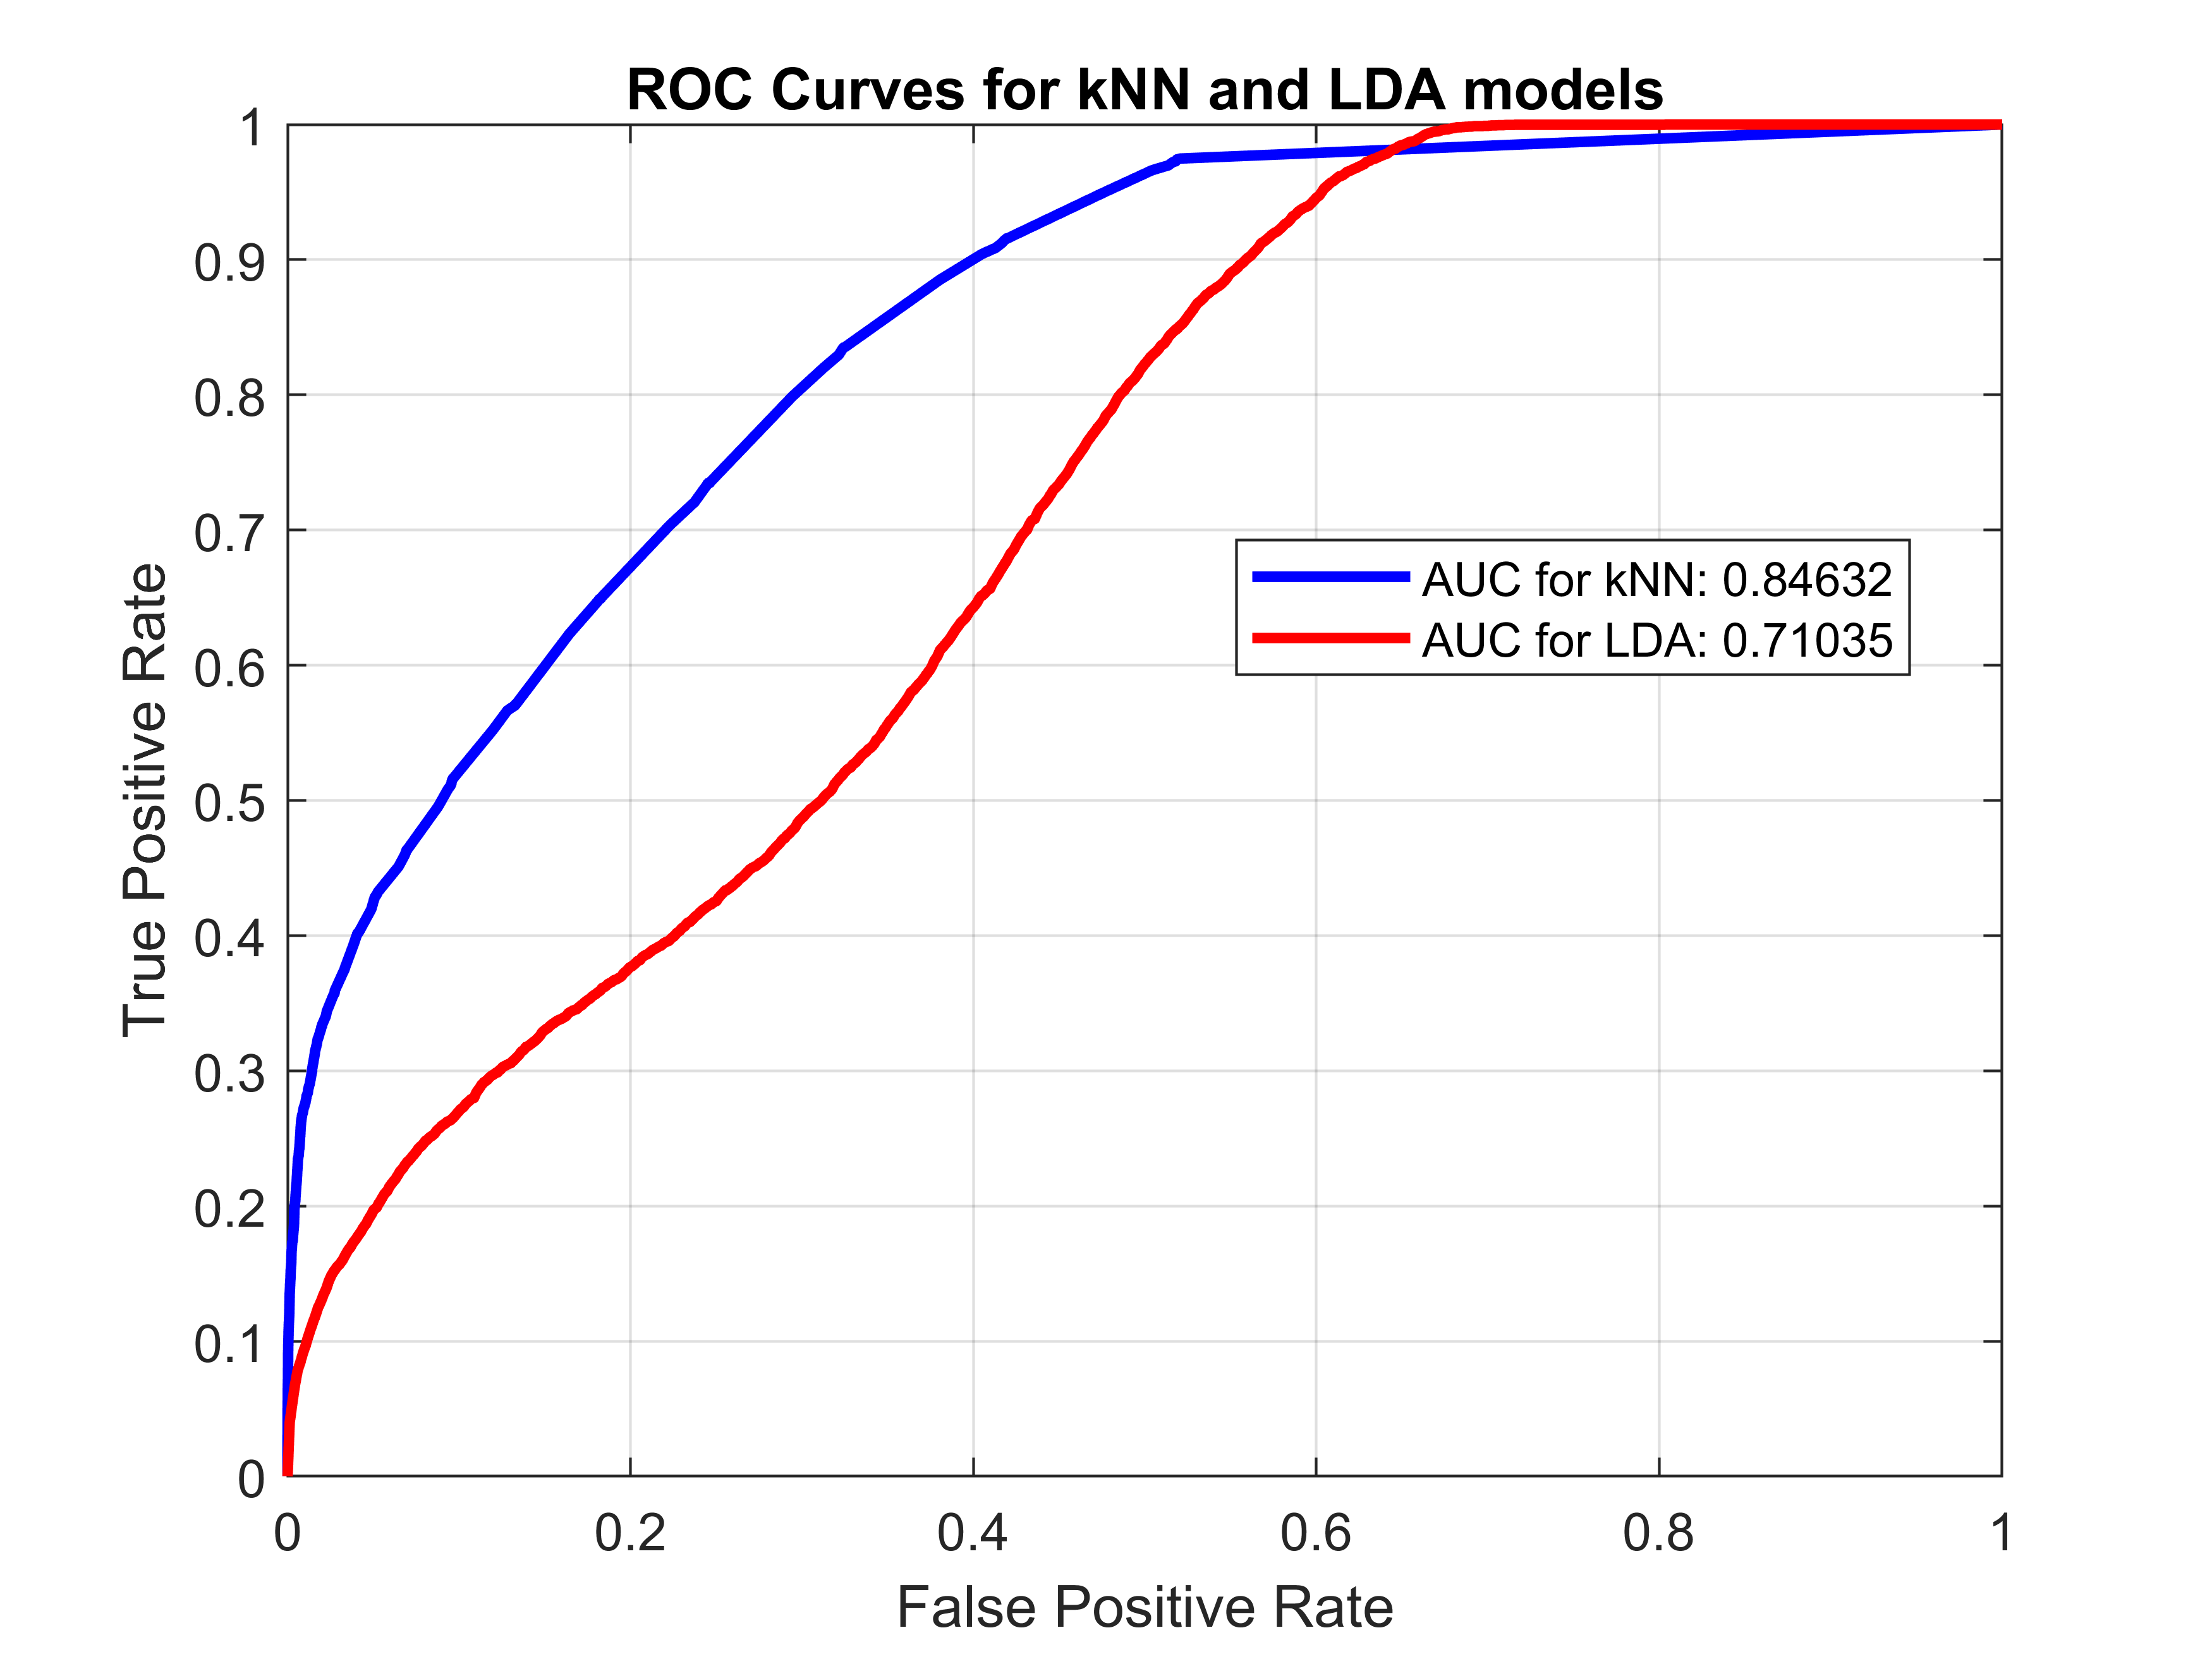 ROC Curves for kNN and LDA models
1
0.9
0.8
0.7
0.6
0.5
0.4
0.3
0.2
0.1
0
True Positive Rate
AUC for kNN: 0.84632
AUC for LDA: 0.71035
0 0.2 0.4 0.6 0.8 1
False Positive Rate